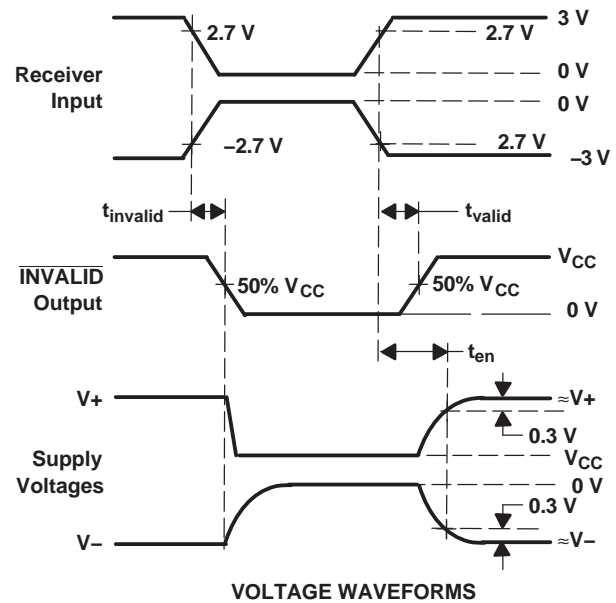 3 V
2.7 V
2.7 V
Receiver
Input
0 V
0 V
–2.7 V
2.7 V
–3 V
tinvalid
tvalid
INVALID
Output
VCC
50% VCC
50% VCC
0 V
ten
V+
≈V+
0.3 V
Supply
Voltages
VCC
0 V
0.3 V
V–
≈V–
VOLTAGE WAVEFORMS